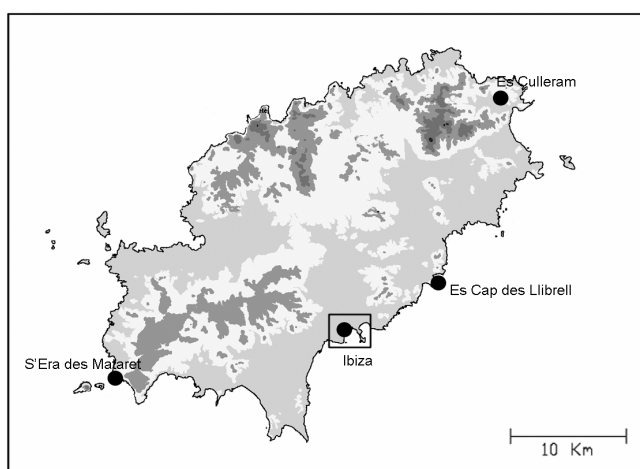 Es Culleram
Es Cap des Llibrell
Ibiza
S'Era des Mataret
10 Km